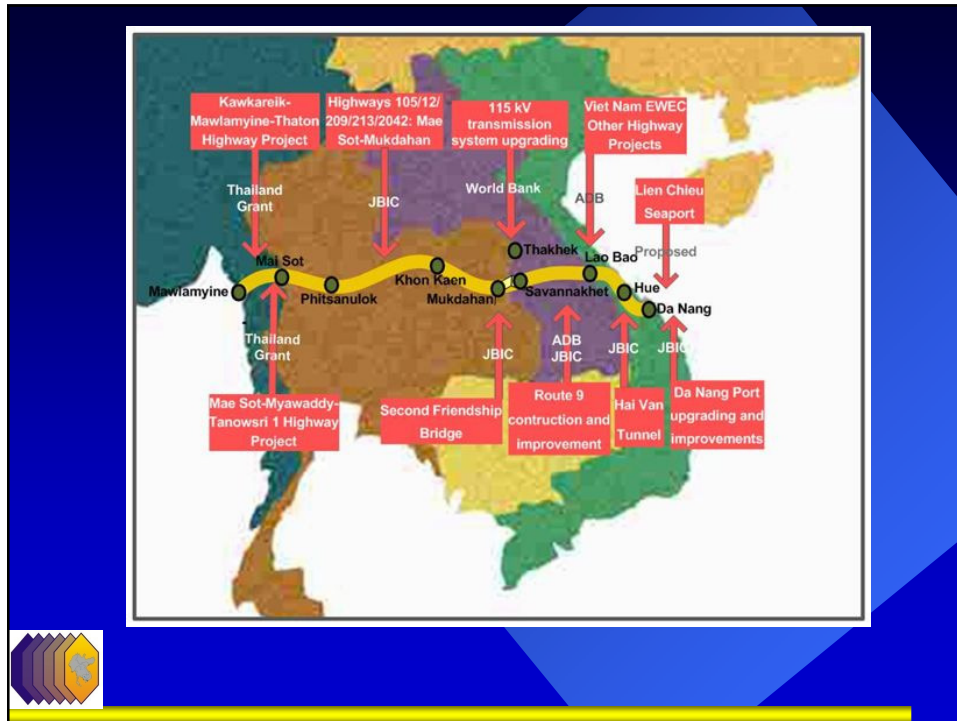 Kawkareik-
Mawlamyine-Thaton
Highway Project
Highways 105/12/
209/213/2042: Mae
Sot-Mukdahan
115 kV
transmission
system upgrading
Viet Nam EWEC
Other Highway
Projects
Lien Chieu
Seaport
Thailand
Grant
JBIC
World Bank
ADB
Proposed
Mawlamyine
Mai Sot
Phitsanulok
Khon Kaen
Mukdahan
Thakhek
Savannakhet
Lao Bao
Hue
Da Nang
Thailand
Grant
JBIC
ADB
JBIC
JBIC
JBIC
Mae Sot-Myawaddy-
Tanowsri 1 Highway
Project
Second Friendship
Bridge
Route 9
contruction and
improvement
Hai Van
Tunnel
Da Nang Port
upgrading and
improvements